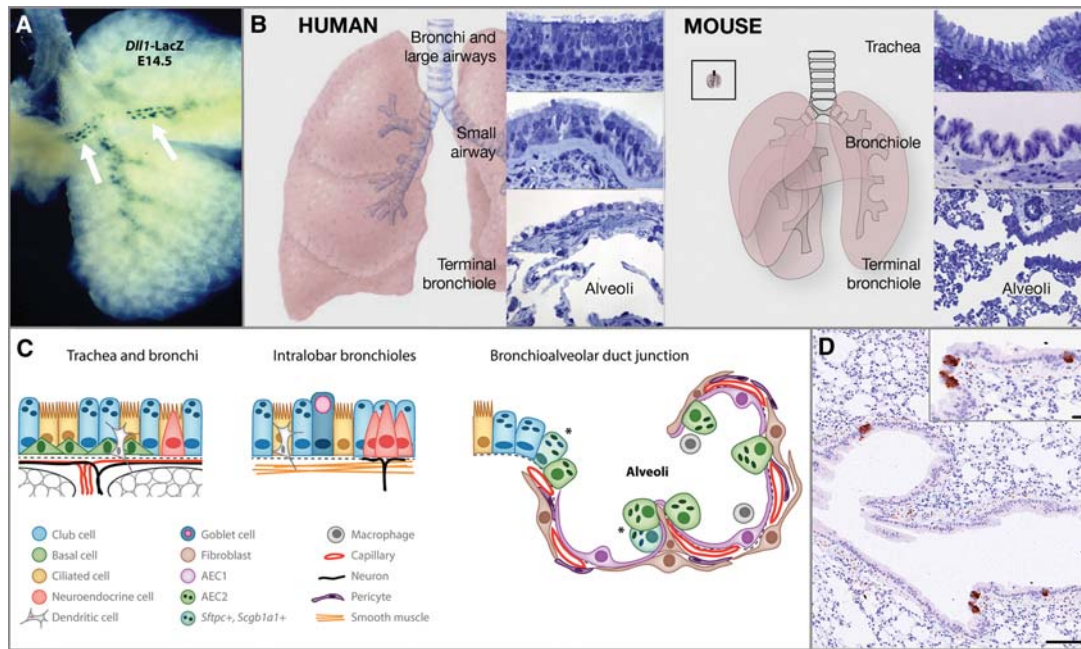 A
Dll1-LacZ
E14.5
B
HUMAN
Bronchi and
large airways
Small
airway
Terminal
bronchiole
Alveoli
MOUSE
Trachea
Bronchiole
Terminal
bronchiole
Alveoli
C
Trachea and bronchi
Intralobar bronchioles
Bronchioalveolar duct junction
*
Alveoli
*
Club cell
Basal cell
Ciliated cell
Neuroendocrine cell
Dendritic cell
Goblet cell
Fibroblast
AEC1
AEC2
Sftpc+, Scgb1a1+
Macrophage
Capillary
Neuron
Pericyte
Smooth muscle
D